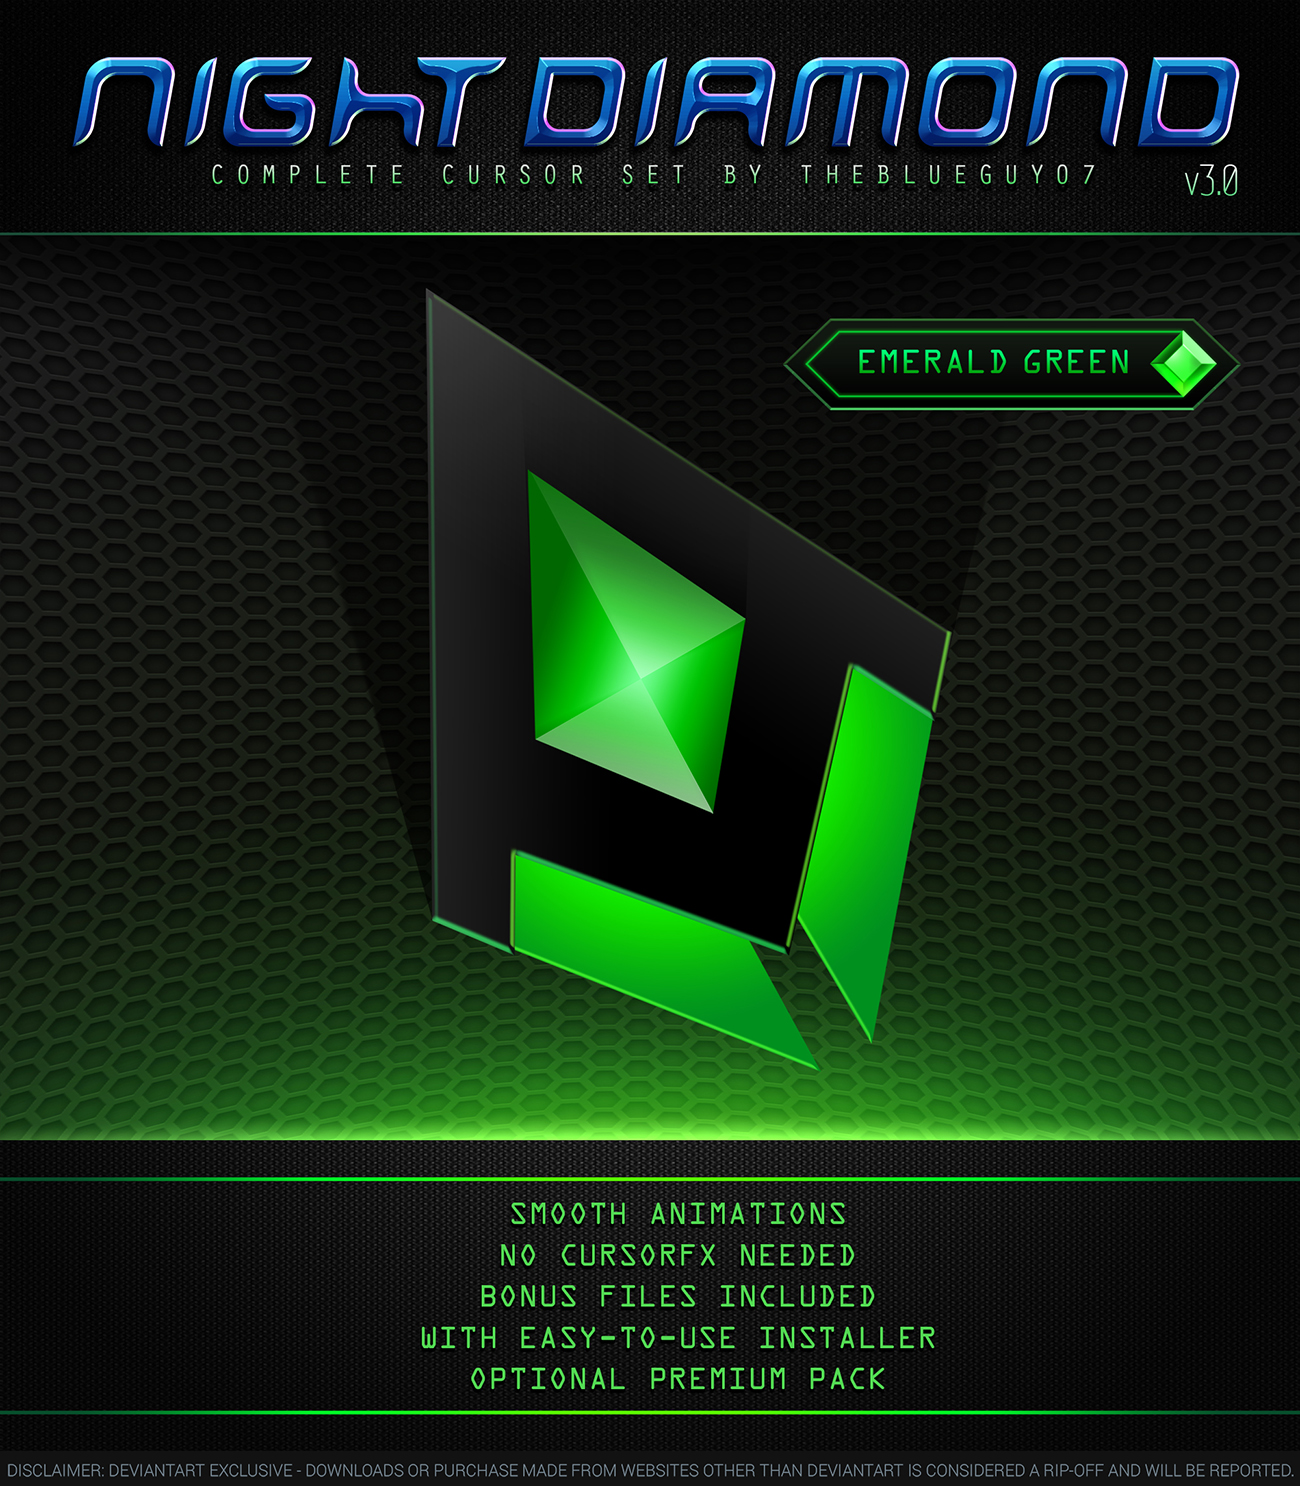 NIGHT DIAMOND
COMPLETE CURSOR SET BY THEBLUEGUY07
v3.0
EMERALD GREEN
SMOOTH ANIMATIONS
NO CURSORFX NEEDED
BONUS FILES INCLUDED
WITH EASY-TO-USE INSTALLER
OPTIONAL PREMIUM PACK
DISCLAIMER: DEVIANTART EXCLUSIVE - DOWNLOADS OR PURCHASE MADE FROM WEBSITES OTHER THAN DEVIANTART IS CONSIDERED A RIP-OFF AND WILL BE REPORTED.